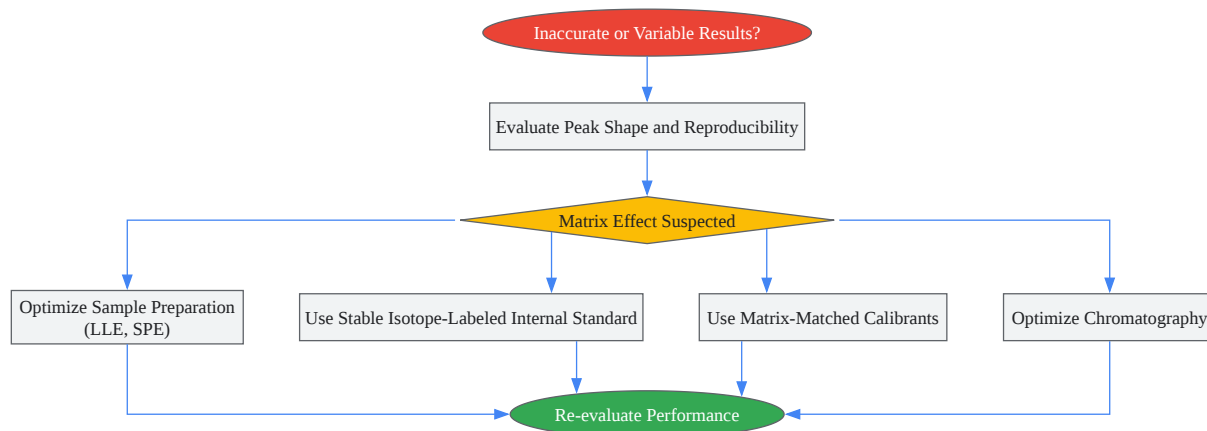 Inaccurate or Variable Results?
Evaluate Peak Shape and Reproducibility
Matrix Effect Suspected
Optimize Sample Preparation
(LLE, SPE)
Use Stable Isotope-Labeled Internal Standard
Use Matrix-Matched Calibrants
Optimize Chromatography
Re-evaluate Performance